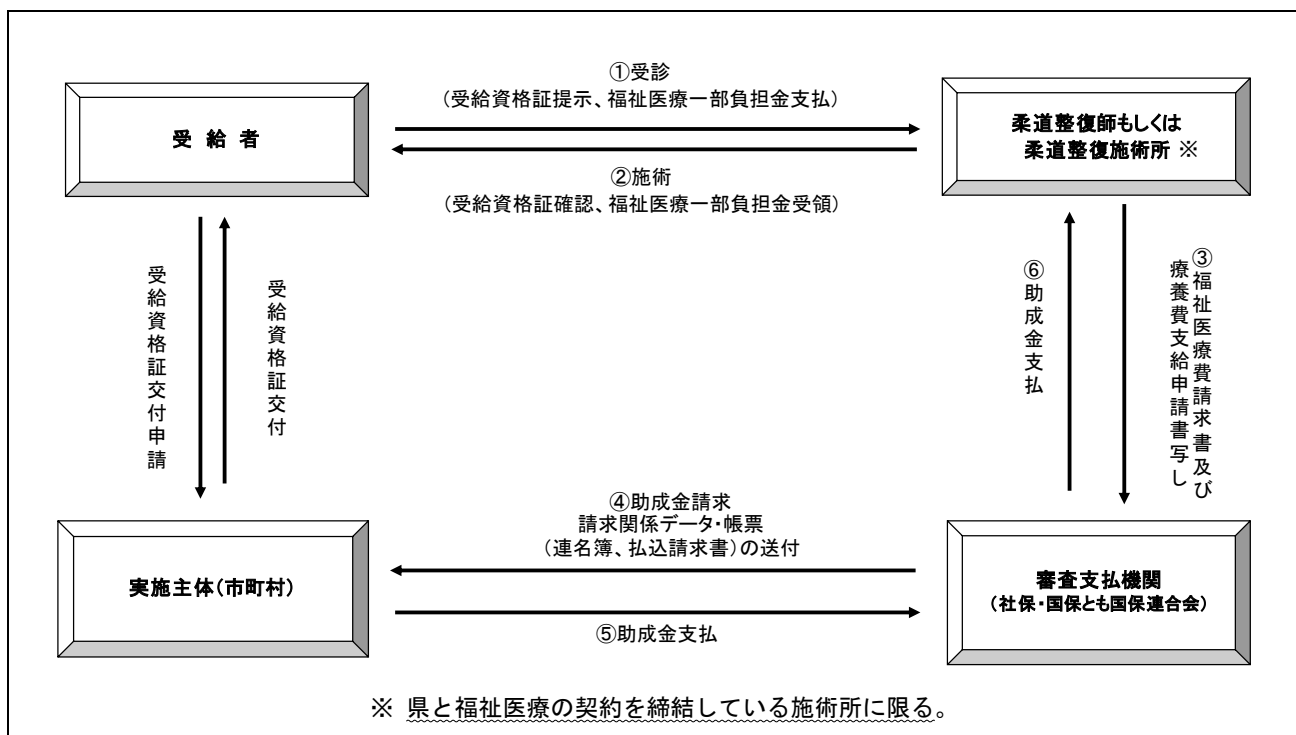 ①受診
（受給資格証提示、福祉医療一部負担金支払）
受 給 者
柔道整復師もしくは
柔道整復施術所 ※
②施術
（受給資格証確認、福祉医療一部負担金受領）
受給資格証交付申請
受給資格証交付
⑥助成金支払
③福祉医療費請求書及び
療養費支給申請書写し
④助成金請求
請求関係データ・帳票
（連名簿、払込請求書）の送付
実施主体（市町村）
審査支払機関
（社保・国保とも国保連合会）
⑤助成金支払
※ 県と福祉医療の契約を締結している施術所に限る。